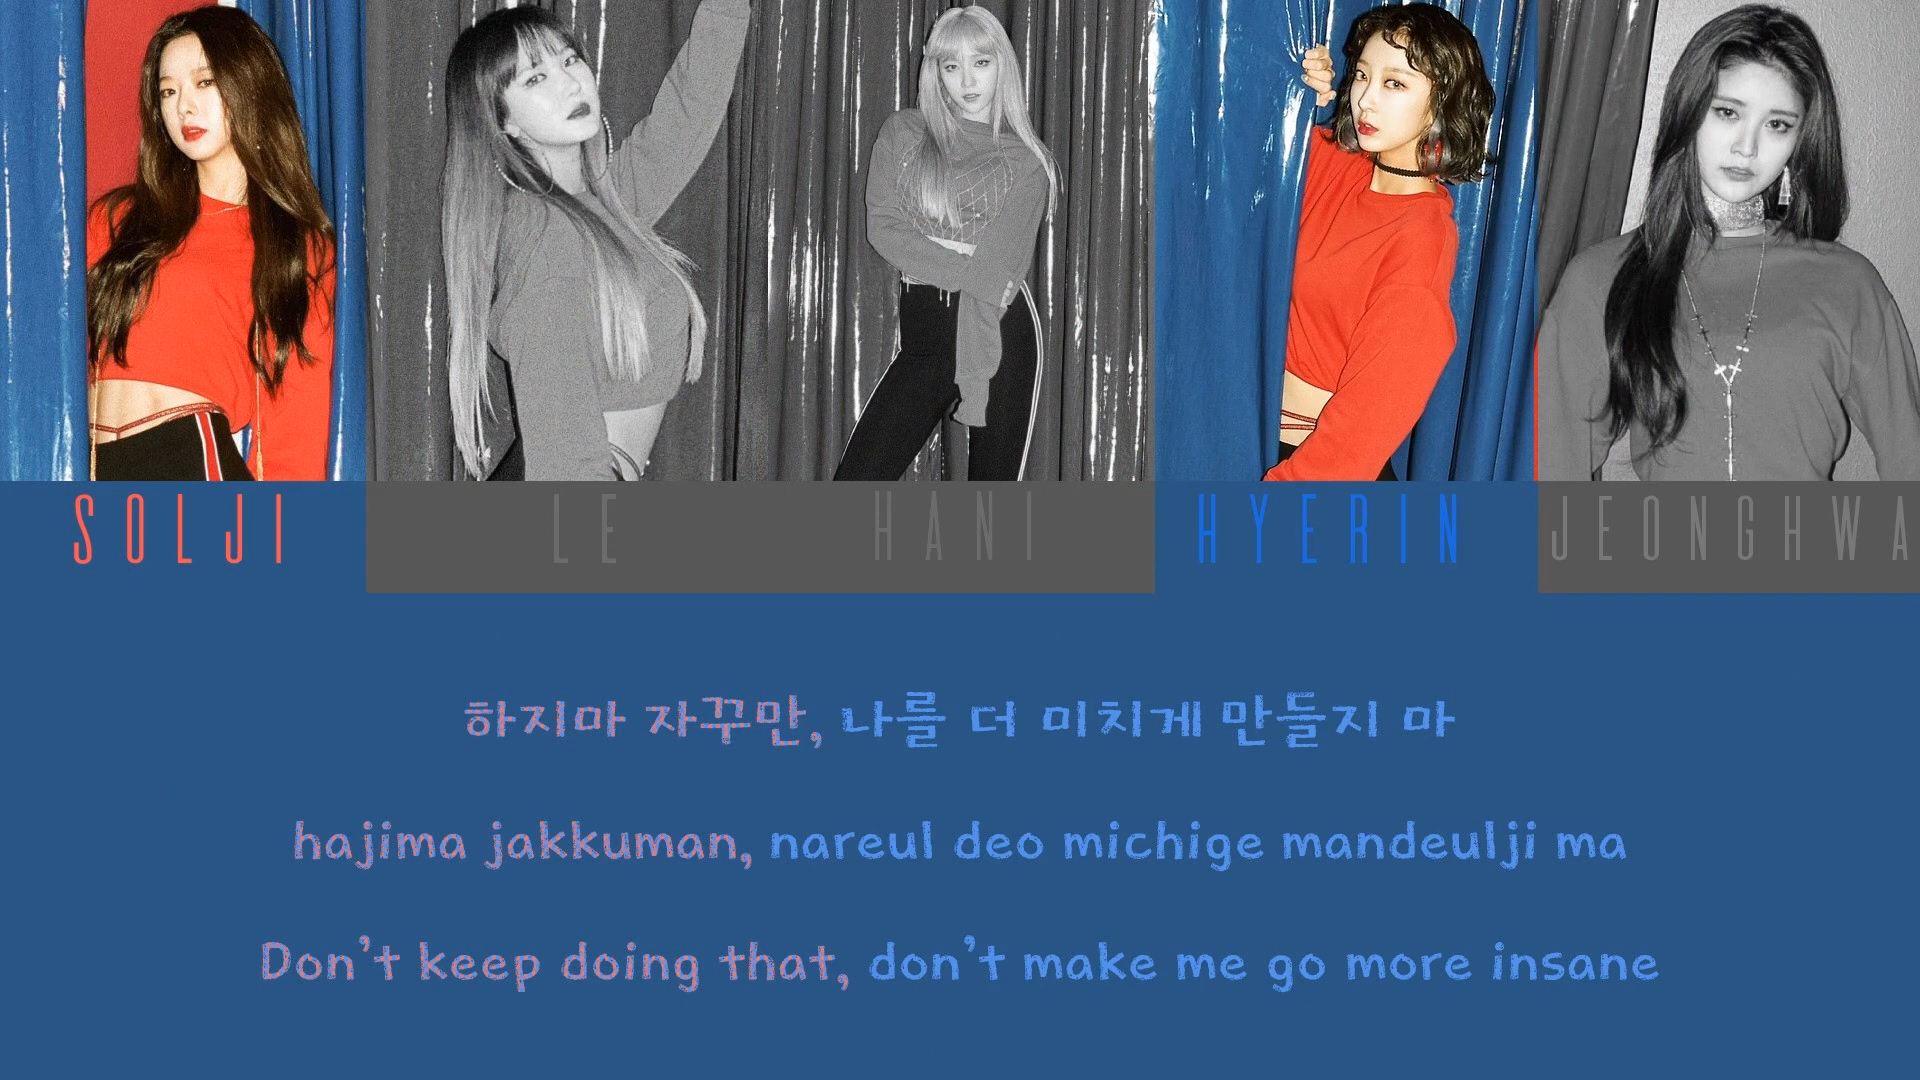 SOLJI LE HANI HYERIN JEONGHWA
하지마 자꾸만, 나를 더 미치게 만들지 마
hajima jakkuman, nareul deo michige mandeulji ma
Don't keep doing that, don't make me go more insane